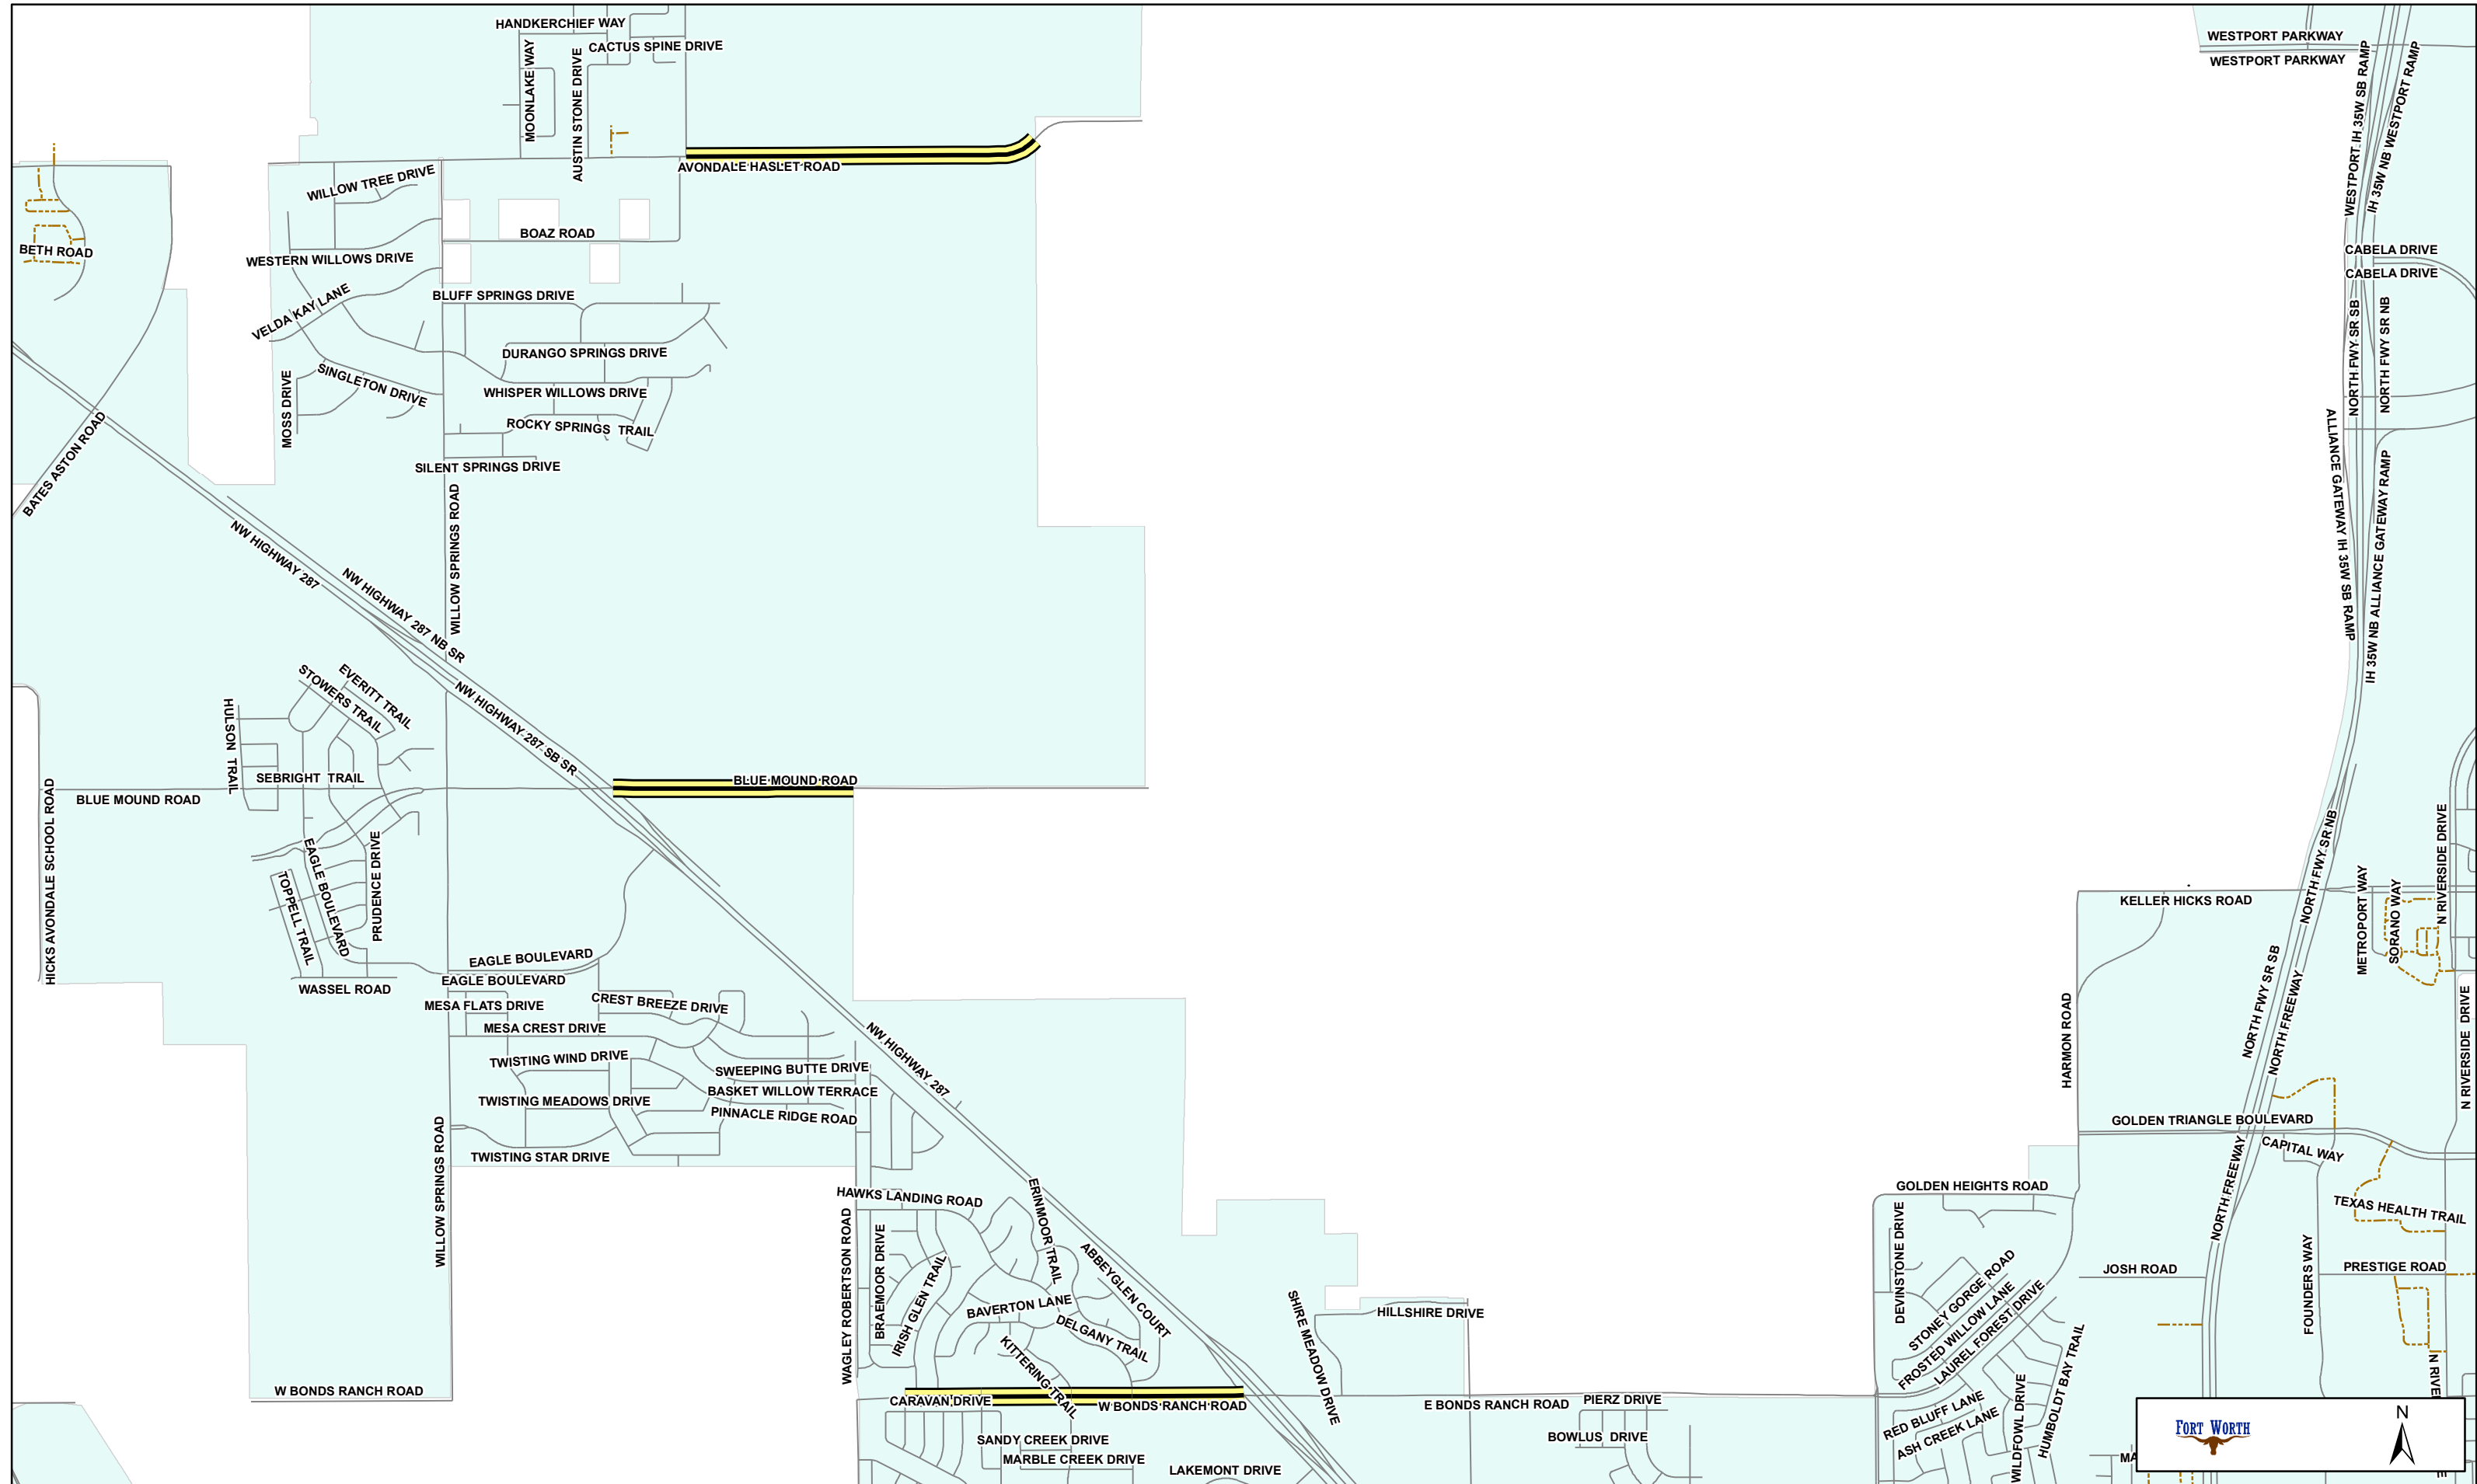 HANDKERCHIEF WAY
CACTUS SPINE DRIVE
MOONLAKE WAY
AUSTIN STONE DRIVE
WESTPORT PARKWAY
WESTPORT PARKWAY
WESTPORT IH 35W SB RAMP
IH 35W NB WESTPORT RAMP
AVONDALE HASLET ROAD
WILLOW TREE DRIVE
BOAZ ROAD
BETH ROAD
WESTERN WILLOWS DRIVE
CABELA DRIVE
CABELA DRIVE
VELDA KAY LANE
BLUFF SPRINGS DRIVE
NORTH FWY SR SB
NORTH FWY SR NB
DURANGO SPRINGS DRIVE
SINGLETON DRIVE
MOSS DRIVE
WHISPER WILLOWS DRIVE
ROCKY SPRINGS TRAIL
BATES ASTON ROAD
SILENT SPRINGS DRIVE
ALLIANCE GATEWAY IH 35W SB RAMP
IH 35W NB ALLIANCE GATEWAY RAMP
WILLOW SPRINGS ROAD
NW HIGHWAY 287
NW HIGHWAY 287 NB SR
NW HIGHWAY 287 SB SR
EVERITT TRAIL
STOWERS TRAIL
HULSON TRAIL
SEBRIGHT TRAIL
BLUE MOUND ROAD
BLUE MOUND ROAD
HICKS AVONDALE SCHOOL ROAD
EAGLE BOULEVARD
PRUDENCE DRIVE
TOPPELL TRAIL
WASSEL ROAD
NORTH FWY SR NB
N RIVERSIDE DRIVE
KELLER HICKS ROAD
METROPORT WAY
SORANO WAY
NORTH FREEWAY
NORTH FWY SR SB
NORTH FREEWAY
N RIVERSIDE DRIVE
HARMON ROAD
EAGLE BOULEVARD
EAGLE BOULEVARD
MESA FLATS DRIVE
CREST BREEZE DRIVE
MESA CREST DRIVE
NW HIGHWAY 287
TWISTING WIND DRIVE
SWEEPING BUTTE DRIVE
BASKET WILLOW TERRACE
TWISTING MEADOWS DRIVE
PINNACLE RIDGE ROAD
TWISTING STAR DRIVE
WILLOW SPRINGS ROAD
GOLDEN TRIANGLE BOULEVARD
CAPITAL WAY
NORTH FREEWAY
GOLDEN HEIGHTS ROAD
TEXAS HEALTH TRAIL
HAWKS LANDING ROAD
ERINMOOR TRAIL
WAGLEY ROBERTSON ROAD
BRAEMOOR DRIVE
IRISH GLEN TRAIL
ABBEYGLEN COURT
BAVERTON LANE
DELGANY TRAIL
KITTERING TRAIL
DEVINSTONE DRIVE
STONEY GORGE ROAD
FROSTED WILLOW LANE
LAUREL FOREST DRIVE
JOSH ROAD
FOUNDERS WAY
PRESTIGE ROAD
SHIRE MEADOW DRIVE
HILLSHIRE DRIVE
HUMBOLDT BAY TRAIL
WILDFOWL DRIVE
N RIVE
W BONDS RANCH ROAD
CARAVAN DRIVE
W BONDS RANCH ROAD
E BONDS RANCH ROAD
PIERZ DRIVE
RED BLUFF LANE
ASH CREEK LANE
SANDY CREEK DRIVE
BOWLUS DRIVE
MARBLE CREEK DRIVE
LAKEMONT DRIVE
MA
FORT WORTH
N